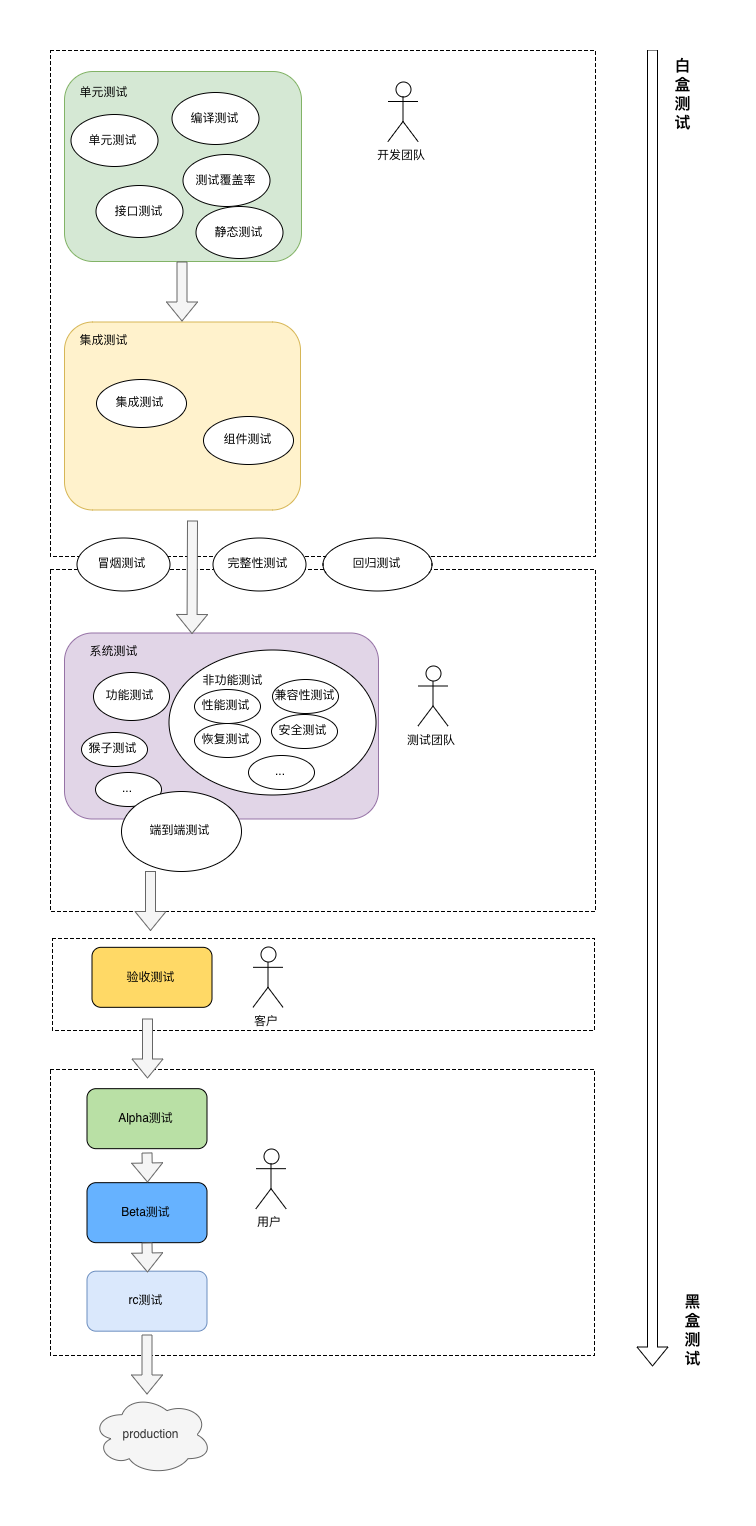 白盒测试
单元测试
编译测试
单元测试
开发团队
测试覆盖率
接口测试
静态测试
集成测试
集成测试
组件测试
冒烟测试
完整性测试
回归测试
系统测试
非功能测试
功能测试
兼容性测试
性能测试
安全测试
恢复测试
测试团队
猴子测试
...
...
端到端测试
验收测试
客户
Alpha测试
Beta测试
用户
rc测试
黑盒测试
production